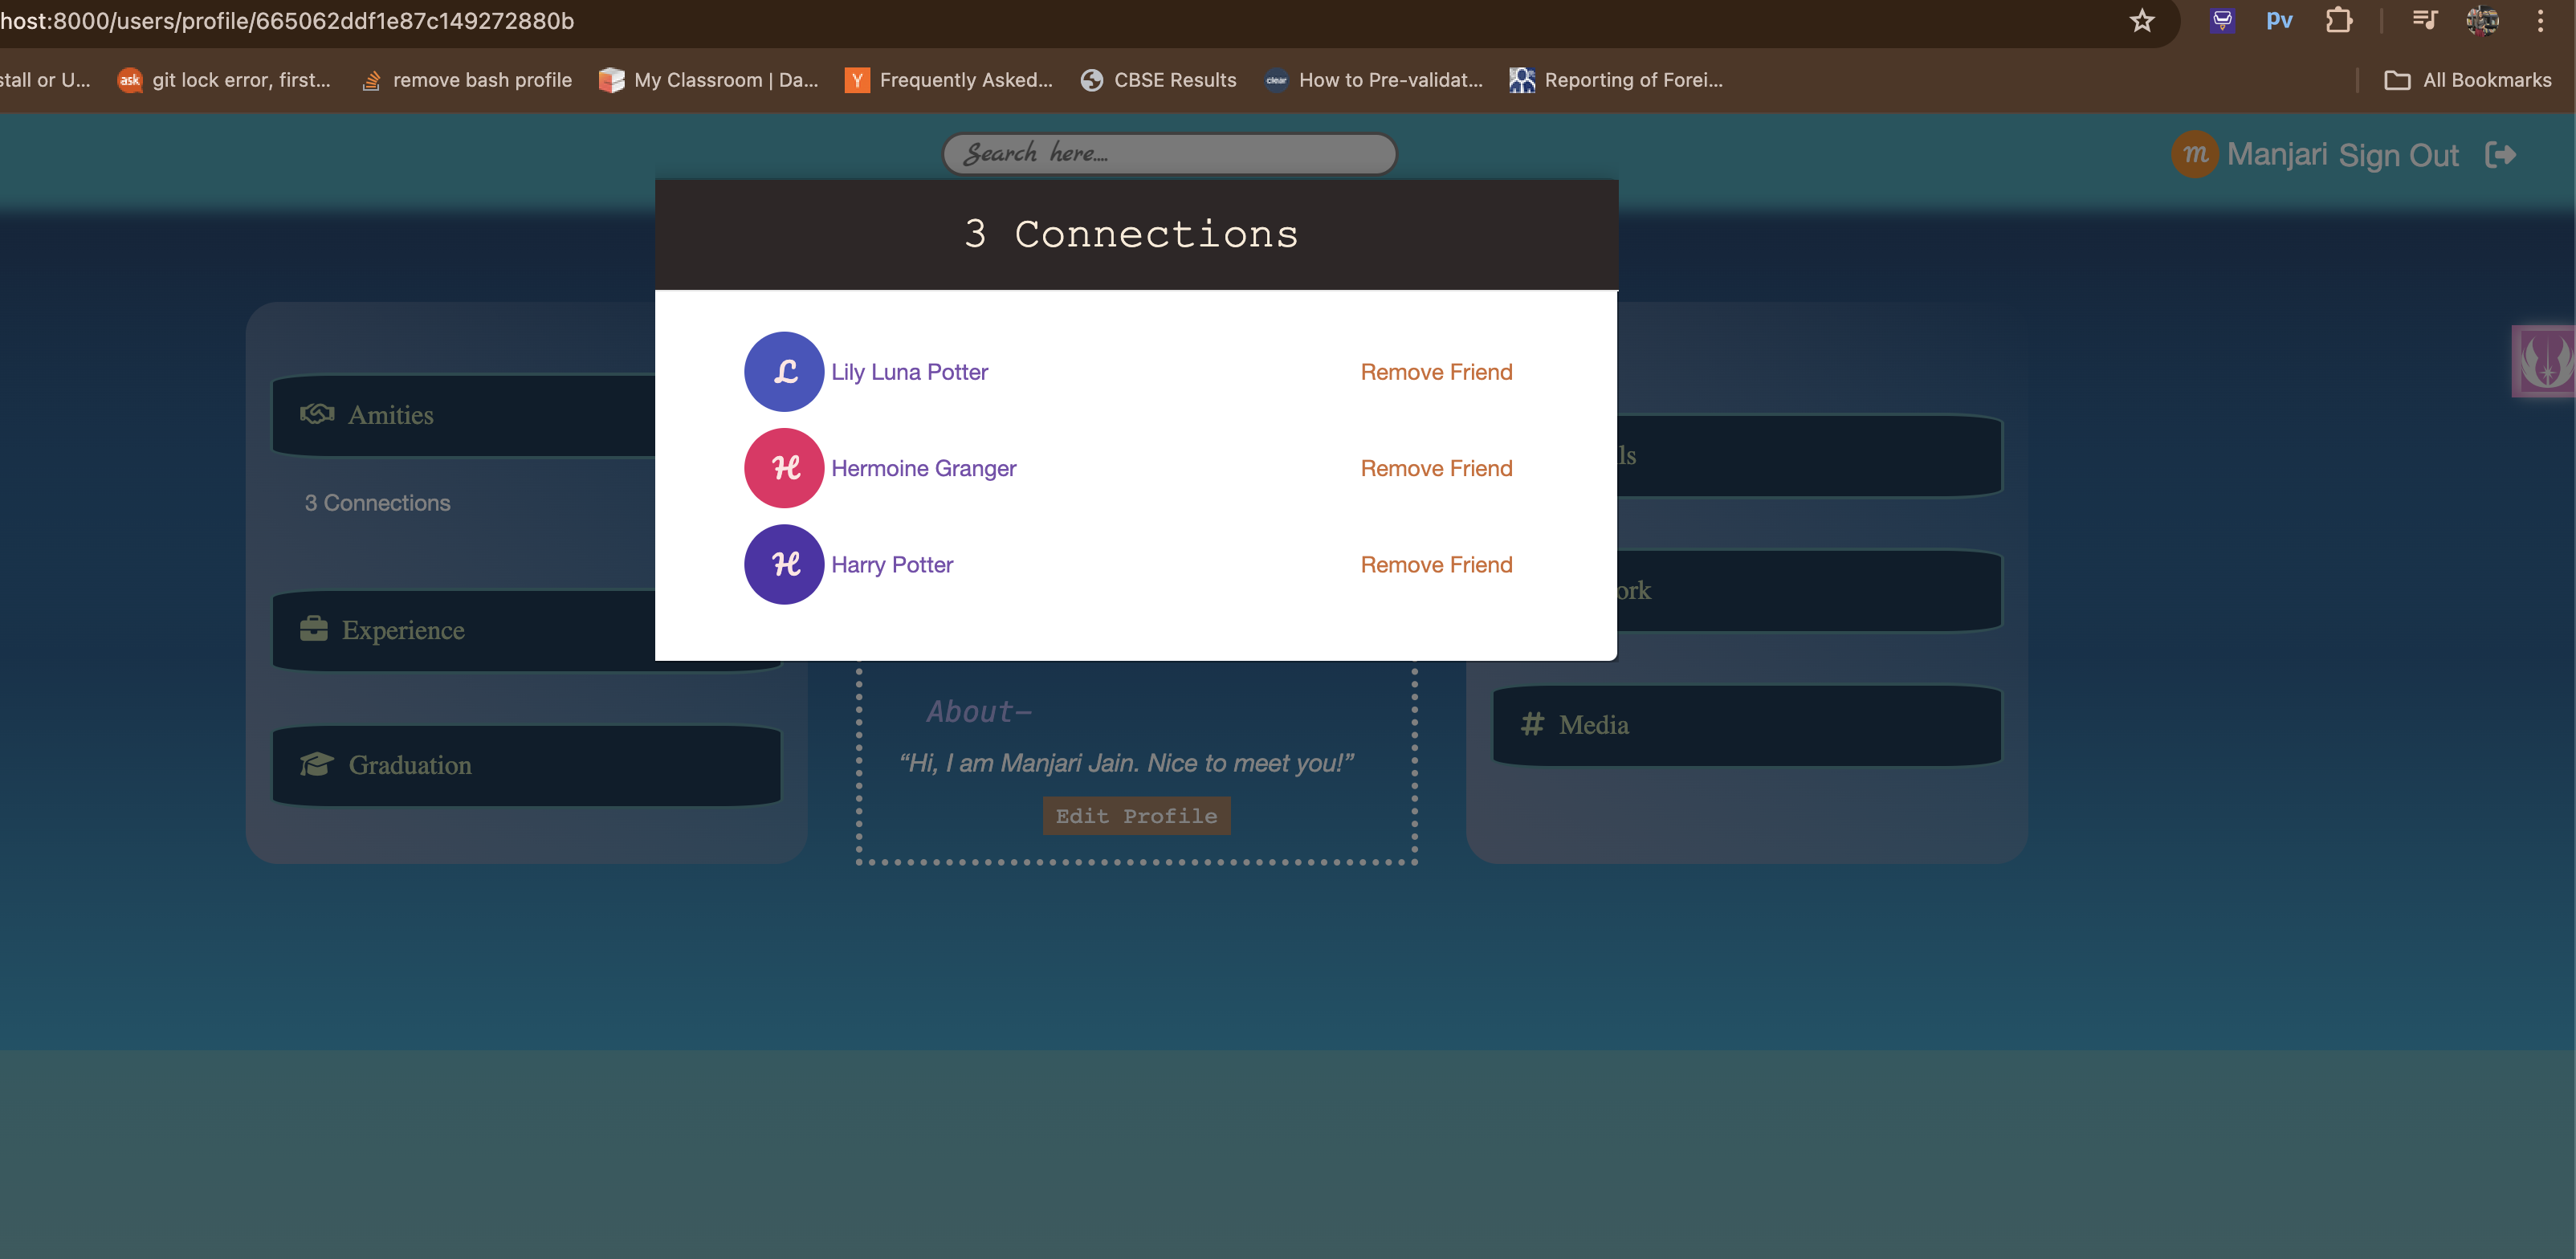 host:8000/users/profile/665062ddf1e87c149272880b
pv
stall or U...
ask
git lock error, first...
remove bash profile
My Classroom | Da...
Y
Frequently Asked...
CBSE Results
clear
How to Pre-validat...
Reporting of Forei...
All Bookmarks
Search here....
m
Manjari
Sign Out
3 Connections
L
Lily Luna Potter
Remove Friend
H
Hermoine Granger
Remove Friend
H
Harry Potter
Remove Friend
Amities
3 Connections
Experience
Graduation
About—
“Hi, I am Manjari Jain. Nice to meet you!”
Edit Profile
ls
ork
# Media